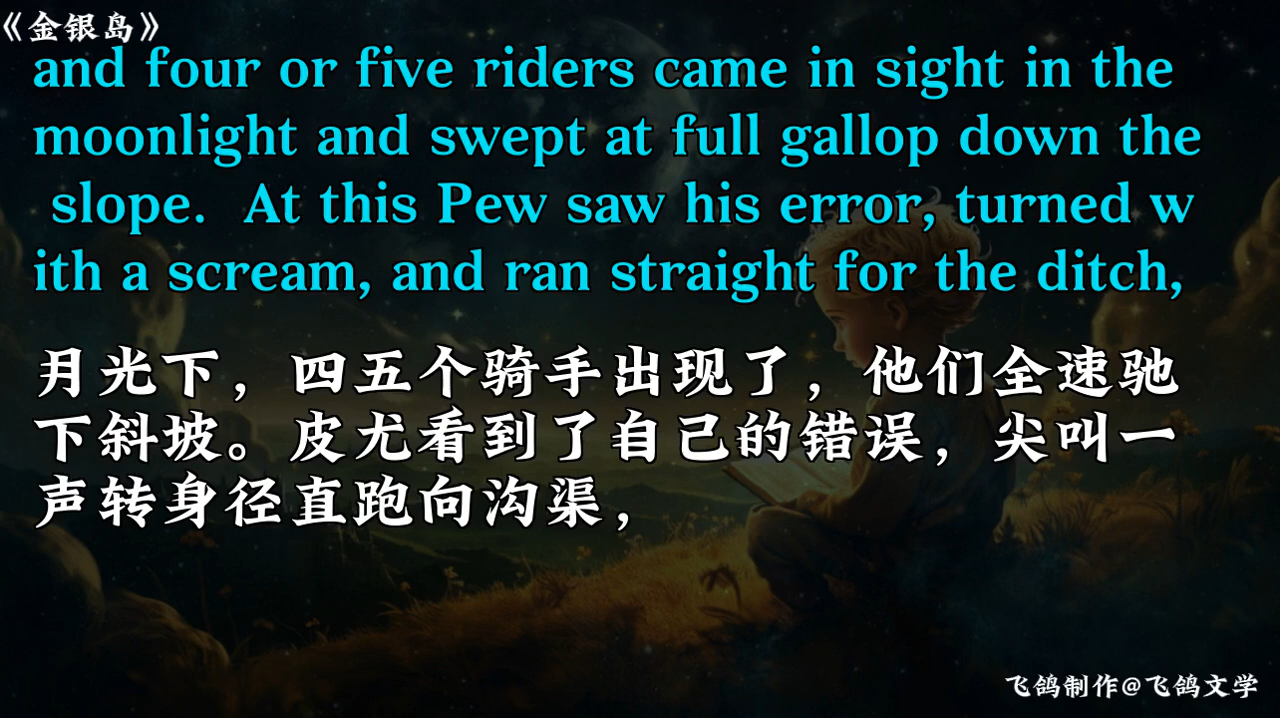 《金银岛》
and four or five riders came in sight in the
moonlight and swept at full gallop down the
slope.  At this Pew saw his error, turned w
ith a scream, and ran straight for the ditch,
月光下，四五个骑手出现了，他们全速驰
下斜坡。皮尤看到了自己的错误，尖叫一
声转身径直跑向沟渠，
飞鸽制作@飞鸽文学